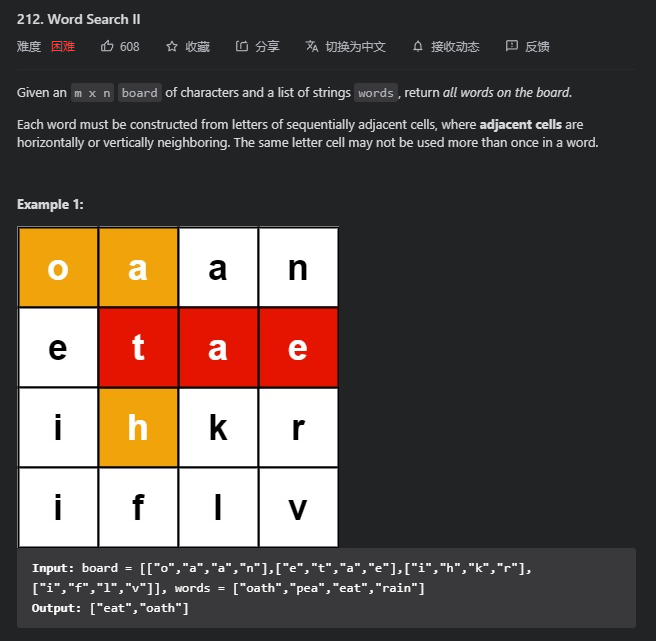 212. Word Search II
难度 困难 608 收藏 分享 切换为中文 接收动态 反馈
Given an m x n board of characters and a list of strings words, return all words on the board.
Each word must be constructed from letters of sequentially adjacent cells, where adjacent cells are
horizontally or vertically neighboring. The same letter cell may not be used more than once in a word.
Example 1:
o a a n
e t a e
i h k r
i f l v
Input: board = [["o","a","a","n"],["e","t","a","e"],["i","h","k","r"],
["i","f","l","v"]], words = ["oath","pea","eat","rain"]
Output: ["eat","oath"]